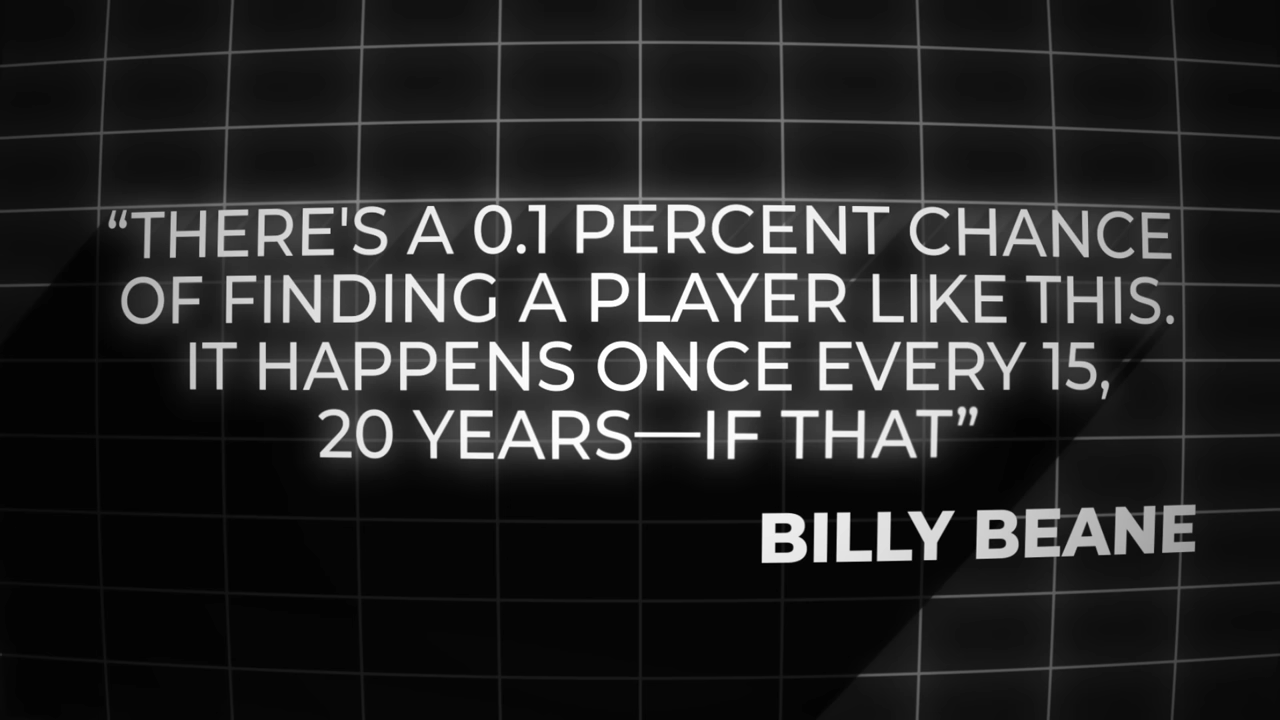 “THERE'S A 0.1 PERCENT CHANCE
OF FINDING A PLAYER LIKE THIS.
IT HAPPENS ONCE EVERY 15,
20 YEARS—IF THAT”
BILLY BEANE